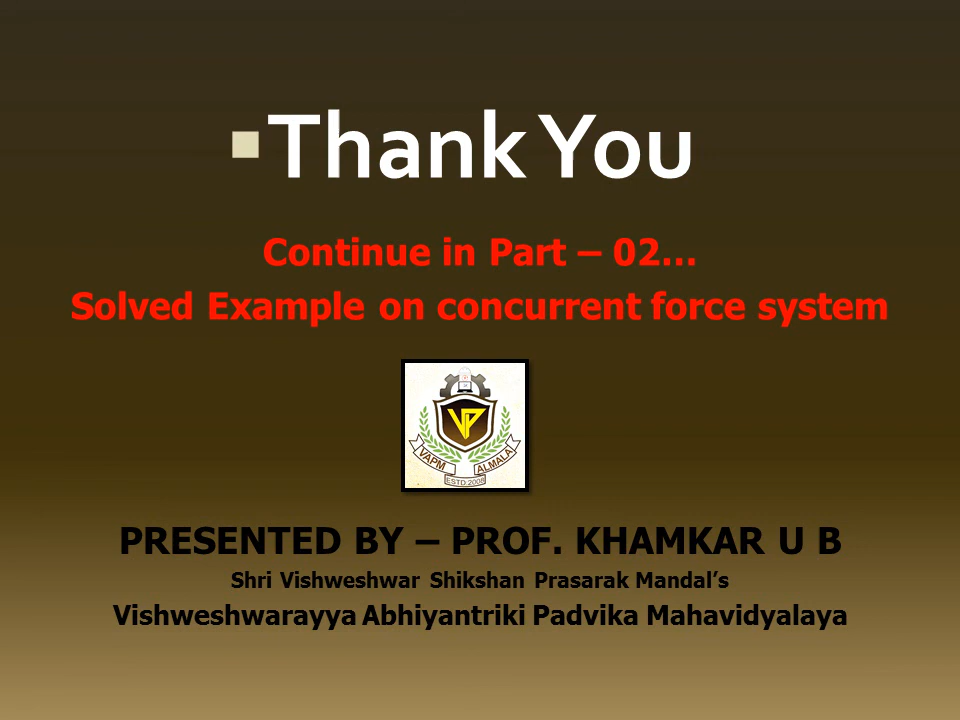 Thank You
Continue in Part – 02...
Solved Example on concurrent force system
VP
VAPM ALMALA
ESTD.2008
PRESENTED BY – PROF. KHAMKAR U B
Shri Vishweshwar Shikshan Prasarak Mandal’s
Vishweshwarayya Abhiyantriki Padvika Mahavidyalaya